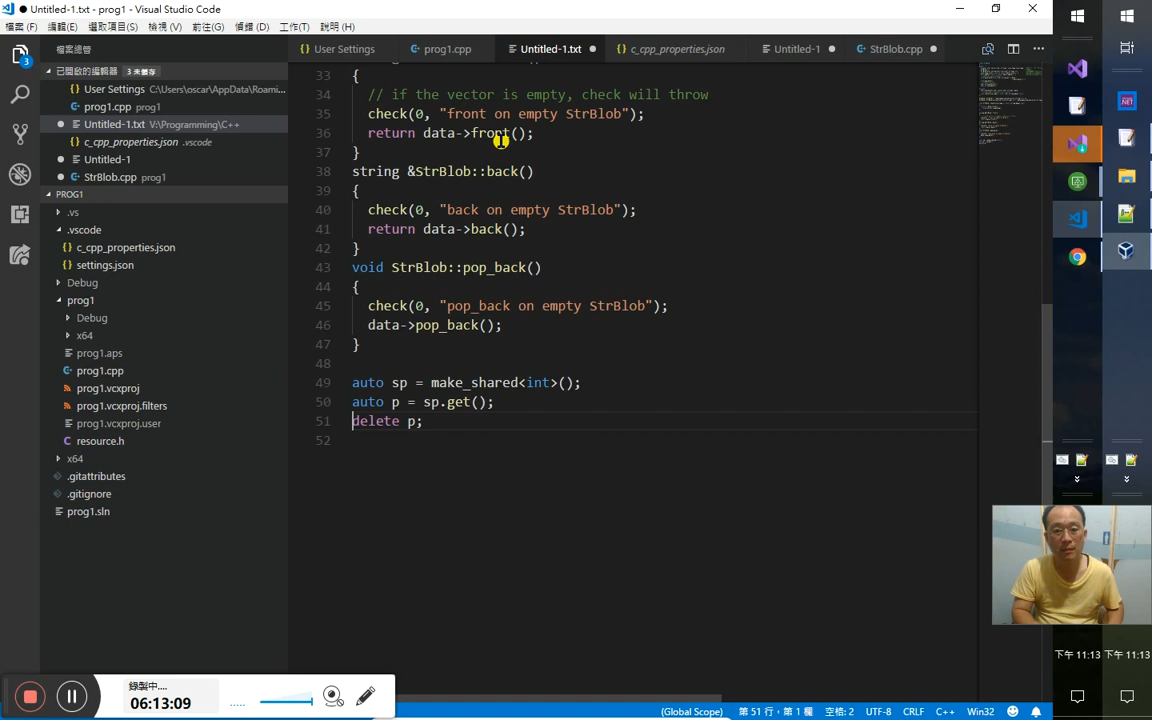 ● Untitled-1.txt - prog1 - Visual Studio Code
檔案 (F) 編輯(E) 選取項目(S) 檢視 (V) 前往(G) 偵錯 (D) 工作(T) 說明 (H)
檔案總管
User Settings
prog1.cpp
Untitled-1.txt
c_cpp_properties.json
Untitled-1
StrBlob.cpp
已開啟的編輯器 3 未儲存
User Settings C:\Users\oscar\AppData\Roami...
prog1.cpp prog1
Untitled-1.txt V:\Programming\C++
c_cpp_properties.json .vscode
Untitled-1
StrBlob.cpp prog1
PROG1
.vs
.vscode
c_cpp_properties.json
settings.json
Debug
prog1
Debug
x64
prog1.aps
prog1.cpp
prog1.vcxproj
prog1.vcxproj.filters
prog1.vcxproj.user
resource.h
x64
.gitattributes
.gitignore
prog1.sln
3
33 {
34 // if the vector is empty, check will throw
35 check(0, "front on empty StrBlob");
36 return data->front();
37 }
38 string &StrBlob::back()
39 {
40 check(0, "back on empty StrBlob");
41 return data->back();
42 }
43 void StrBlob::pop_back()
44 {
45 check(0, "pop_back on empty StrBlob");
46 data->pop_back();
47 }
48
49 auto sp = make_shared<int>();
50 auto p = sp.get();
51 delete p;
52
.NET
下午 11:13 下午 11:13
錄製中....
06:13:09
(Global Scope) 第 51 行，第 1 欄 空格: 2 UTF-8 CRLF C++ Win32